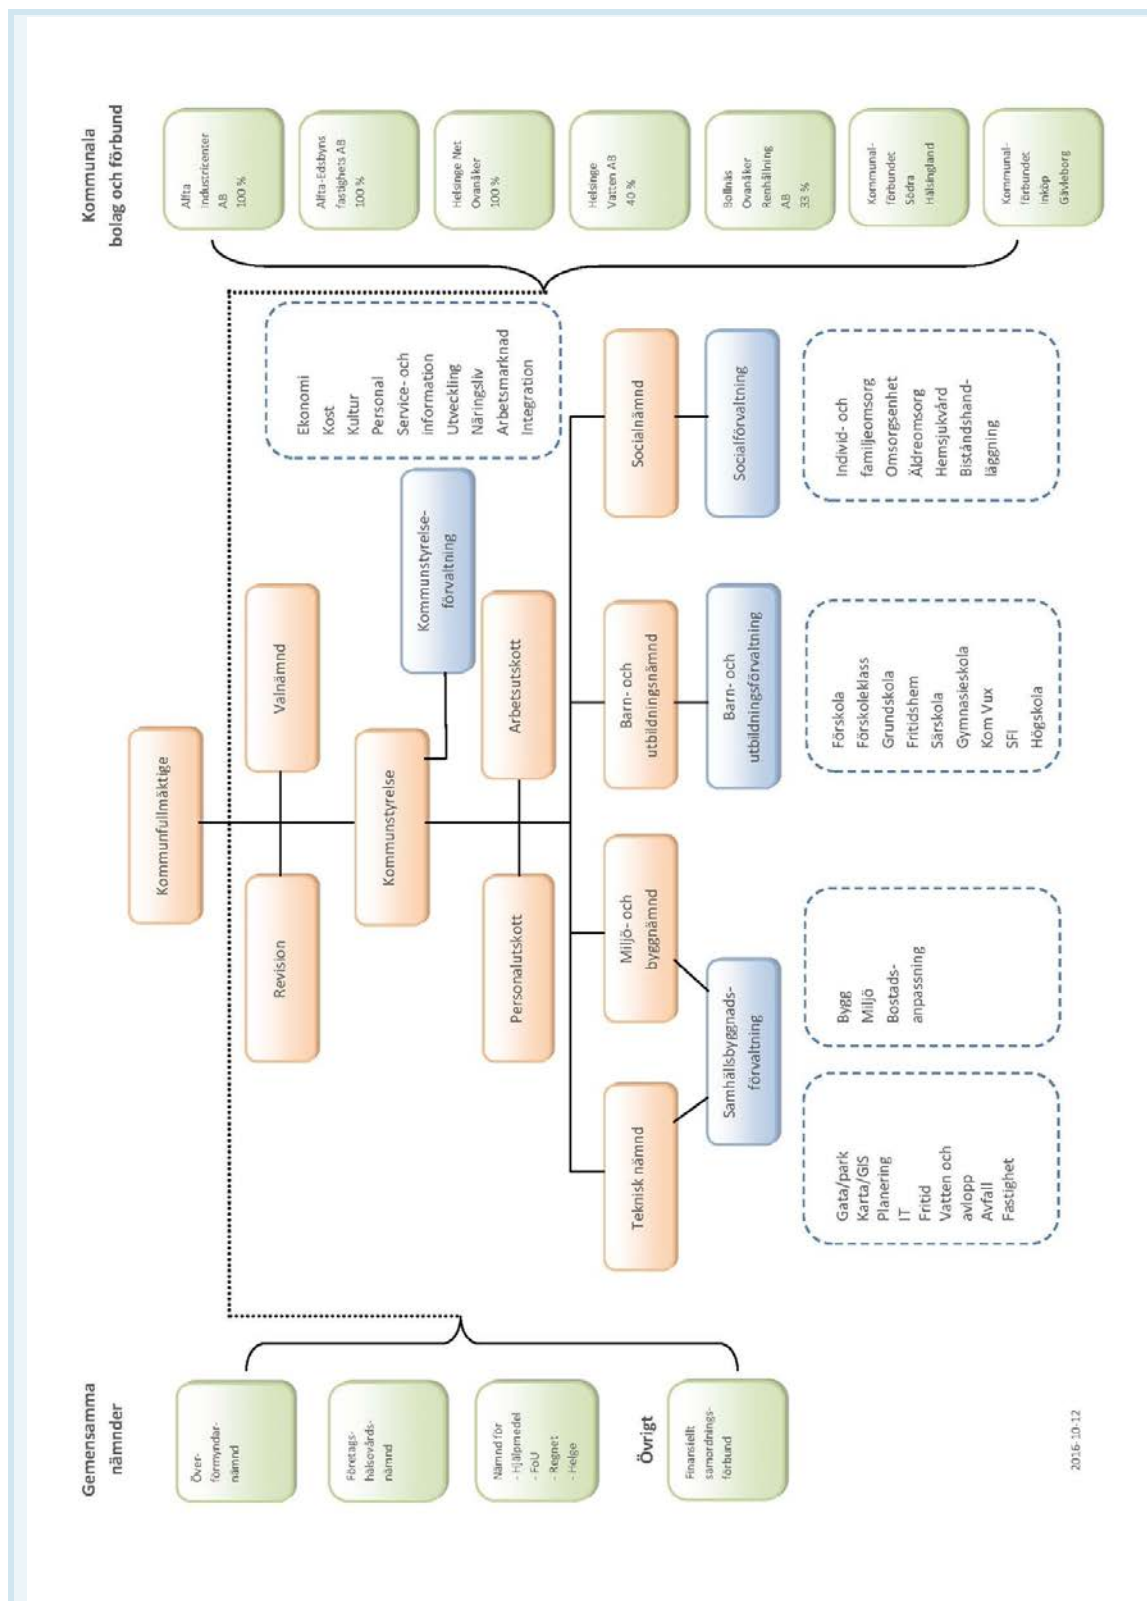 Gemensamma
nämnder
Över-
förmyndar-
nämnd
Företags-
hälsovårds-
nämnd
Nämnd för
- Hjälpmedel
- FoU
- Regnet
- Helge
Övrigt
Finansiellt
samordnings-
förbund
Kommunfullmäktige
Revision
Valnämnd
Kommunstyrelse
Kommunstyrelse-
förvaltning
Ekonomi
Kost
Kultur
Personal
Service- och
information
Utveckling
Näringsliv
Arbetsmarknad
Integration
Personalutskott
Arbetsutskott
Teknisk nämnd
Miljö- och
byggnämnd
Barn- och
utbildningsnämnd
Socialnämnd
Samhällsbyggnads-
förvaltning
Barn- och
utbildningsförvaltning
Socialförvaltning
Gata/park
Karta/GIS
Planering
IT
Fritid
Vatten och
avlopp
Avfall
Fastighet
Bygg
Miljö
Bostads-
anpassning
Förskola
Förskoleklass
Grundskola
Fritidshem
Särskola
Gymnasieskola
Kom Vux
SFI
Högskola
Individ- och
familjeomsorg
Omsorgsenhet
Äldreomsorg
Hemsjukvård
Biståndshand-
läggning
Kommunala
bolag och förbund
Alfta
Industricenter
AB
100 %
Alfta-Edsbyns
fastighets AB
100 %
Helsinge Net
Ovanåker
100 %
Helsinge
Vatten AB
40 %
Bollnäs
Ovanåker
Renhållning
AB
33 %
Kommunal-
förbundet
Södra
Hälsingland
Kommunal-
förbundet
Inköp
Gävleborg
2016-10-12